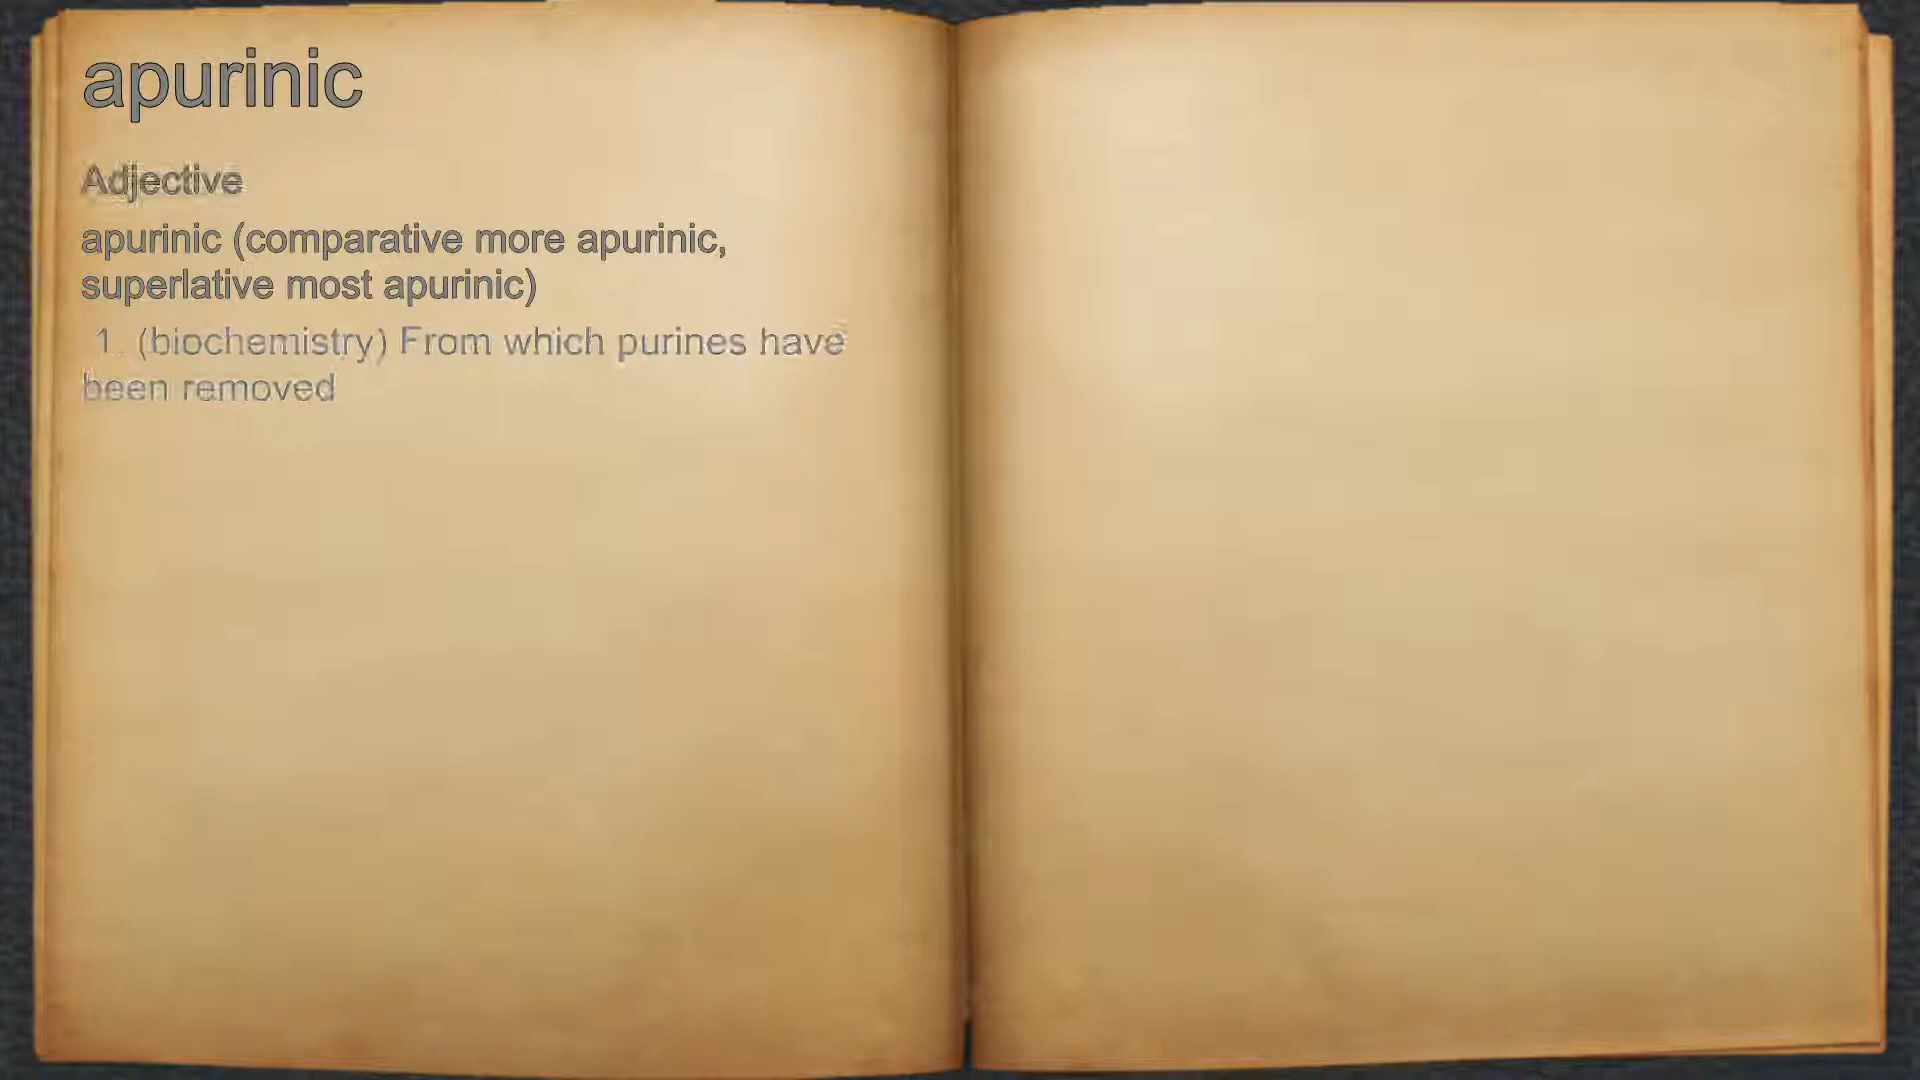 apurinic
Adjective
apurinic (comparative more apurinic,
superlative most apurinic)
1. (biochemistry) From which purines have
been removed